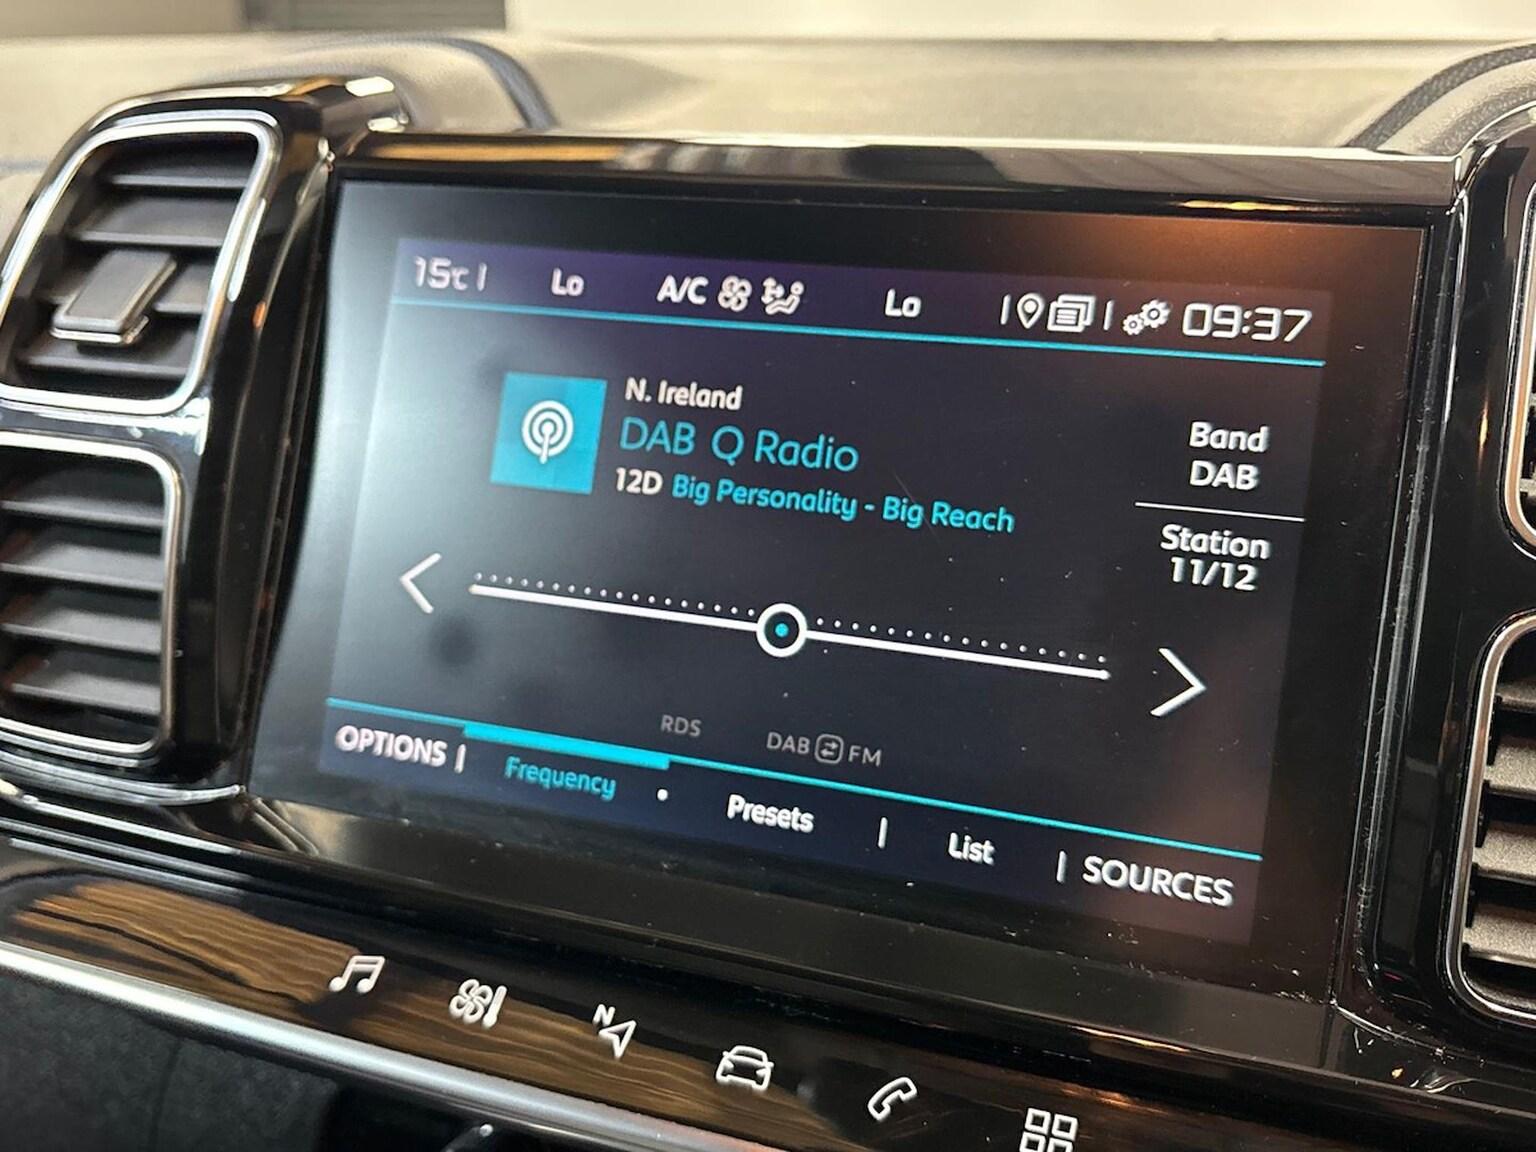 15°C
Lo
A/C
Lo
09:37
N. Ireland
DAB Q Radio
12D Big Personality - Big Reach
Band
DAB
Station
11/12
RDS
DAB FM
OPTIONS
Frequency
Presets
List
SOURCES
N